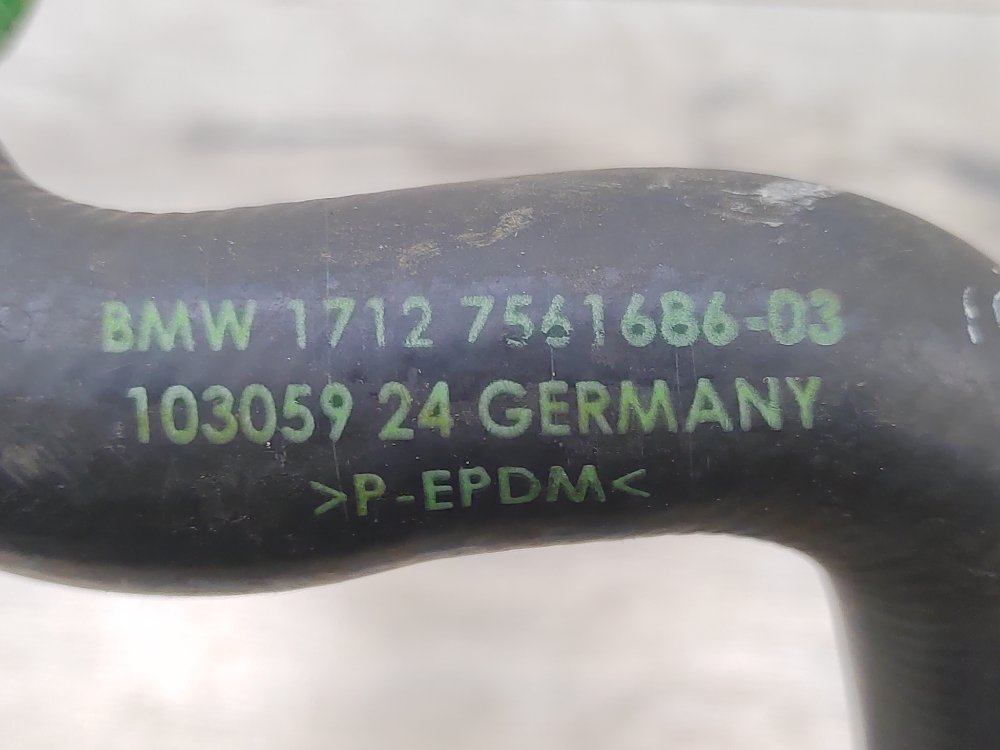 BMW 1712 7561686-03
103059 24 GERMANY
>P-EPDM<